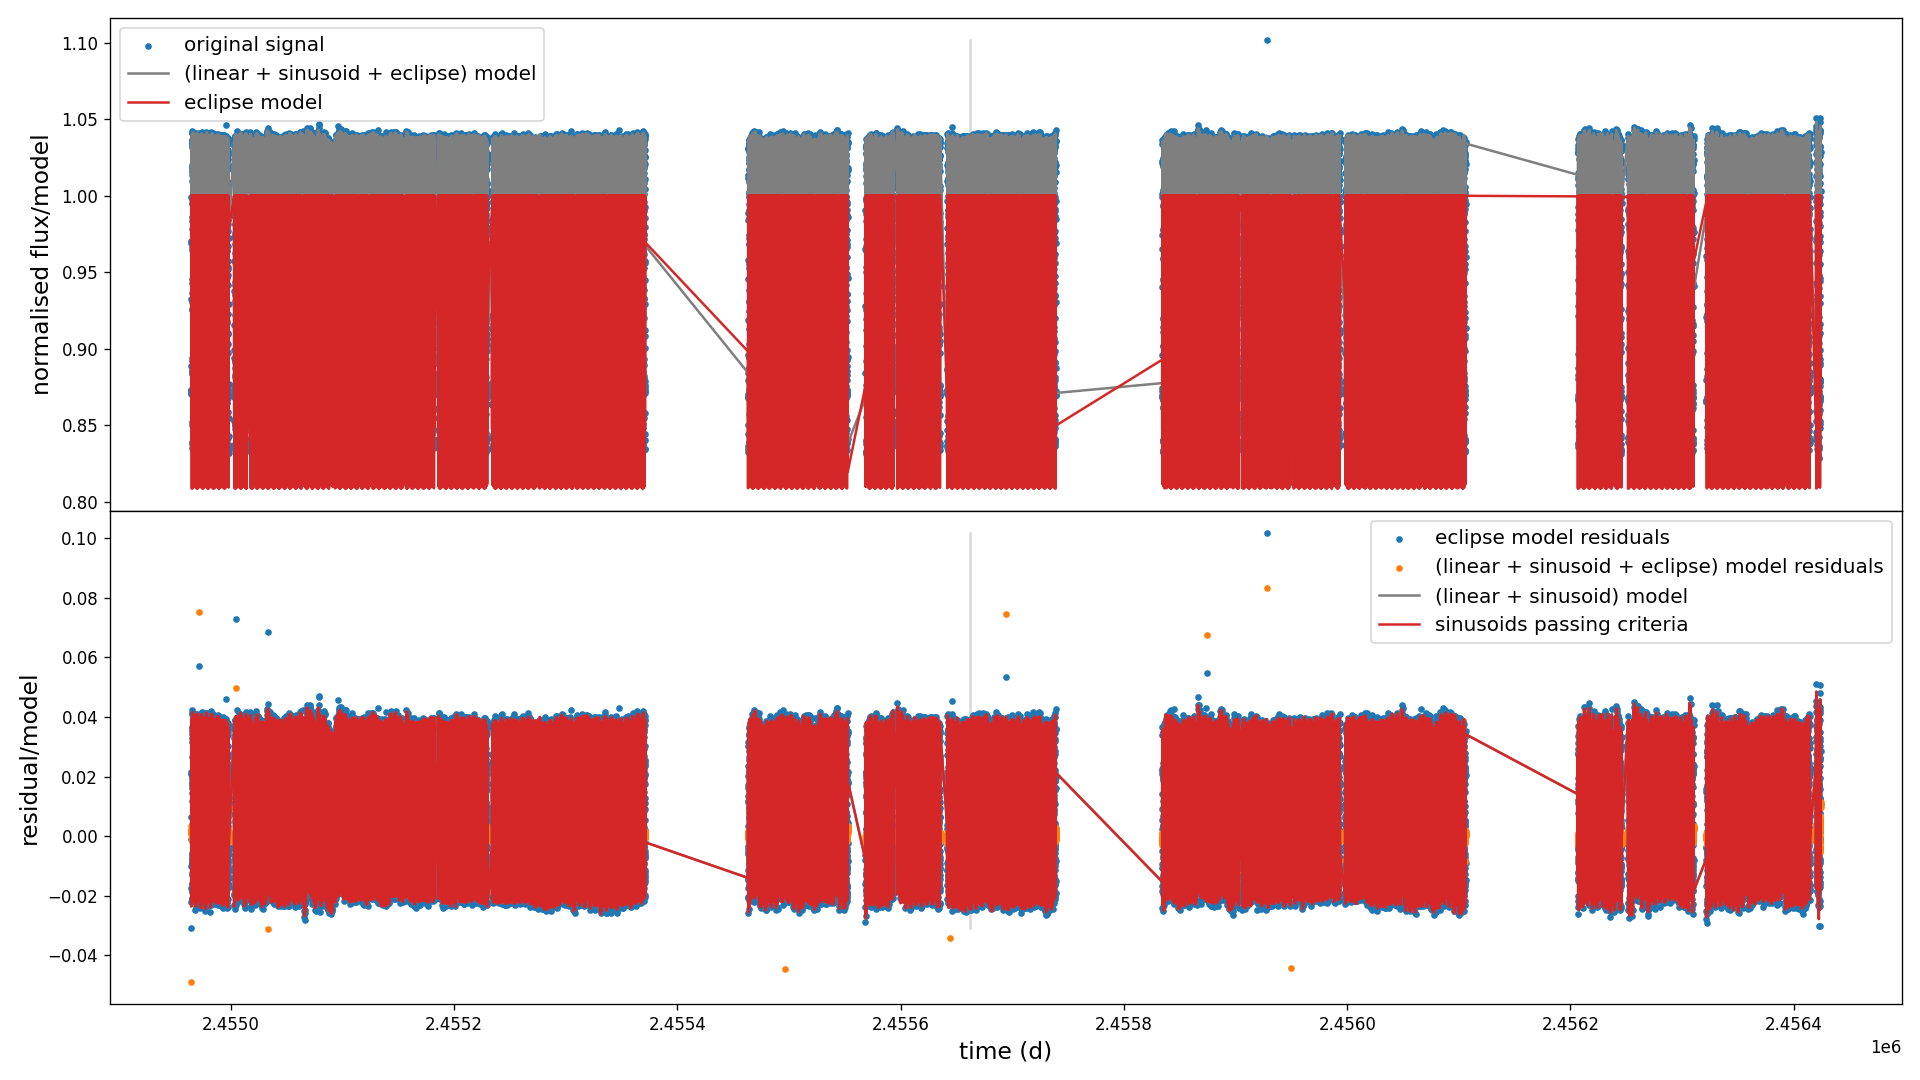 normalised flux/model
1.10
1.05
1.00
0.95
0.90
0.85
0.80
original signal
(linear + sinusoid + eclipse) model
eclipse model
residual/model
0.10
0.08
0.06
0.04
0.02
0.00
−0.02
−0.04
eclipse model residuals
(linear + sinusoid + eclipse) model residuals
(linear + sinusoid) model
sinusoids passing criteria
2.4550 2.4552 2.4554 2.4556 2.4558 2.4560 2.4562 2.4564
1e6
time (d)